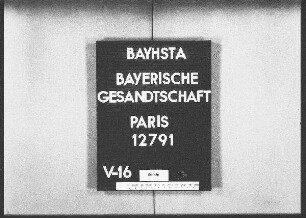 BAYHSTA
BAYERISCHE
GESANDTSCHAFT
PARIS
12791
V-16